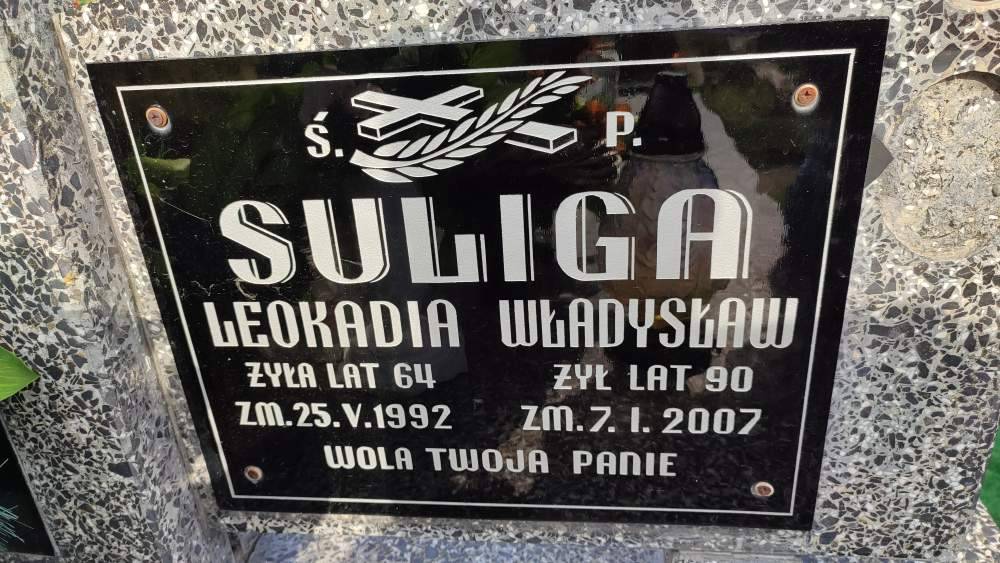 Ś. P.
SULIGA
LEOKADIA WŁADYSŁAW
ŻYŁA LAT 64 ŻYŁ LAT 90
ZM.25.V.1992 ZM.7.I.2007
WOLA TWOJA PANIE